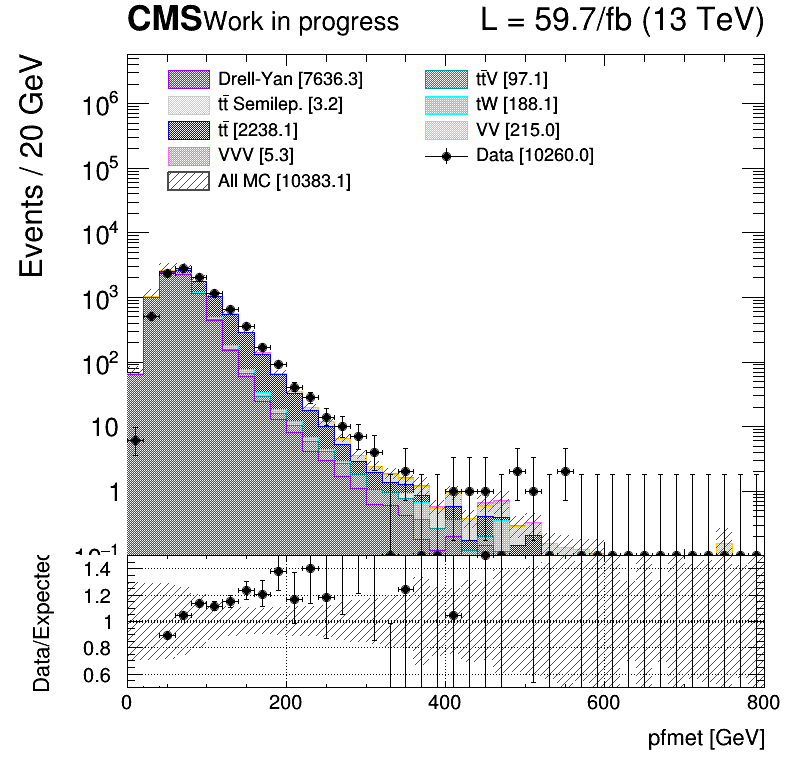 CMS Work in progress L = 59.7/fb (13 TeV)
Events / 20 GeV
Drell-Yan [7636.3]
tt̄ Semilep. [3.2]
tt̄ [2238.1]
VVV [5.3]
All MC [10383.1]
tt̄V [97.1]
tW [188.1]
VV [215.0]
Data [10260.0]
10⁶
10⁵
10⁴
10³
10²
10
1
10⁻¹
Data/Expected
1.4
1.2
1
0.8
0.6
0 200 400 600 800
pfmet [GeV]